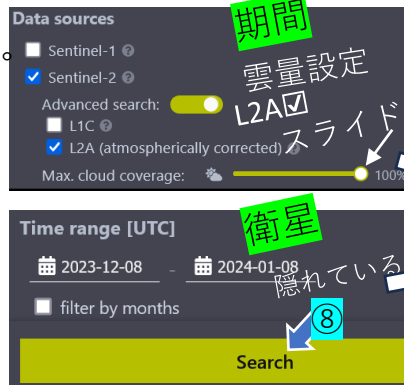 Data sources
期間
Sentinel-1
Sentinel-2
雲量設定
Advanced search:
L2A☑
L1C
スライド
L2A (atmospherically corrected)
Max. cloud coverage:
100%
Time range [UTC]
衛星
2023-12-08 - 2024-01-08
隠れている
filter by months
⑧
Search